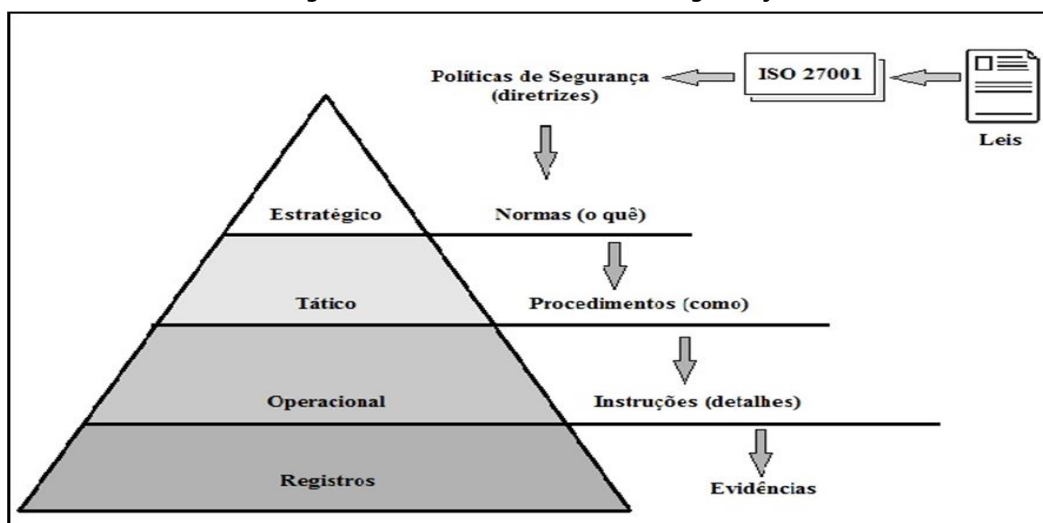 Políticas de Segurança
(diretrizes)
ISO 27001
Leis
Estratégico
Normas (o quê)
Tático
Procedimentos (como)
Operacional
Instruções (detalhes)
Registros
Evidências